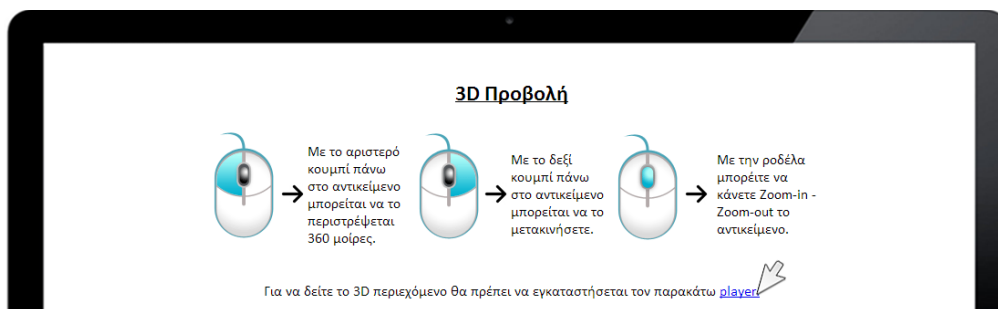 3D Προβολή
Με το αριστερό
κουμπί πάνω
στο αντικείμενο
μπορείται να το
περιστρέψεται
360 μοίρες.
Με το δεξί
κουμπί πάνω
στο αντικείμενο
μπορείται να το
μετακινήσετε.
Με την ροδέλα
μπορέιτε να
κάνετε Zoom-in -
Zoom-out το
αντικείμενο.
Για να δείτε το 3D περιεχόμενο θα πρέπει να εγκαταστήσεται τον παρακάτω player.